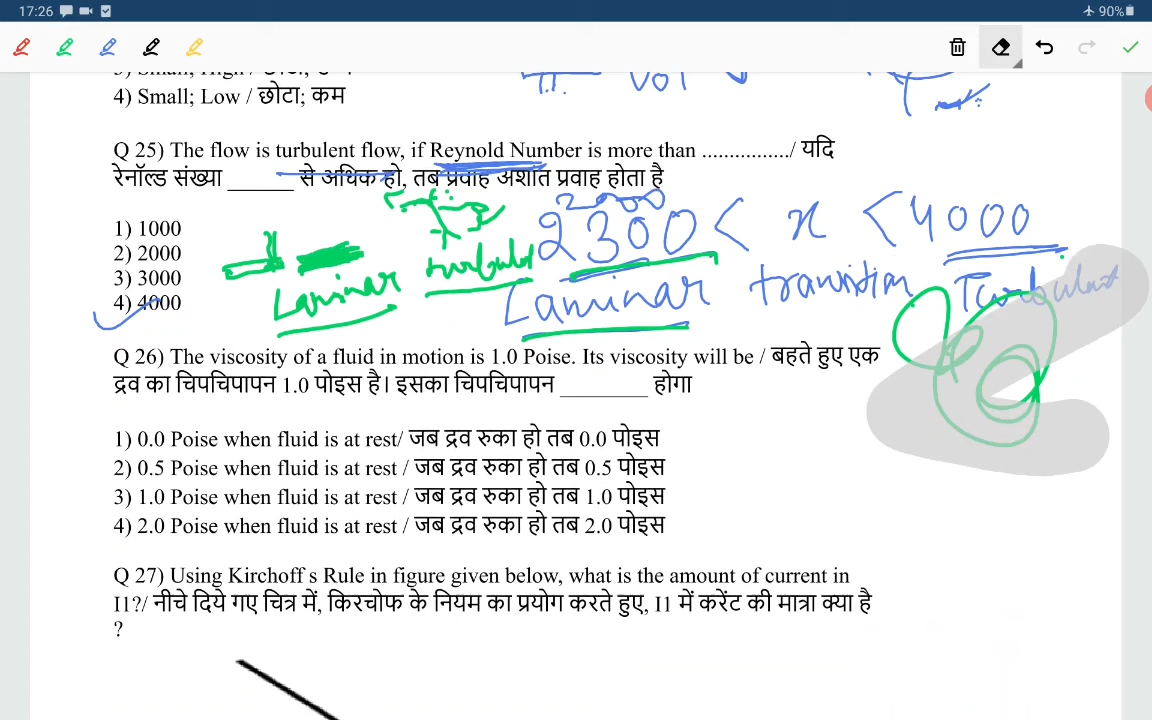 17:26 90%
4) Small; Low / छोटा; कम
Q 25) The flow is turbulent flow, if Reynold Number is more than ................/ यदि
रेनॉल्ड संख्या ______ से अधिक हो, तब प्रवाह अशांत प्रवाह होता है
2000
2300 < x < 4000
1) 1000
2) 2000
3) 3000
4) 4000
Laminar turbulent Laminar transition Turbulent
Q 26) The viscosity of a fluid in motion is 1.0 Poise. Its viscosity will be / बहते हुए एक
द्रव का चिपचिपापन 1.0 पोइस है। इसका चिपचिपापन ________ होगा
1) 0.0 Poise when fluid is at rest/ जब द्रव रुका हो तब 0.0 पोइस
2) 0.5 Poise when fluid is at rest / जब द्रव रुका हो तब 0.5 पोइस
3) 1.0 Poise when fluid is at rest / जब द्रव रुका हो तब 1.0 पोइस
4) 2.0 Poise when fluid is at rest / जब द्रव रुका हो तब 2.0 पोइस
Q 27) Using Kirchoff s Rule in figure given below, what is the amount of current in
I1?/ नीचे दिये गए चित्र में, किरचोफ के नियम का प्रयोग करते हुए, I1 में करेंट की मात्रा क्या है
?